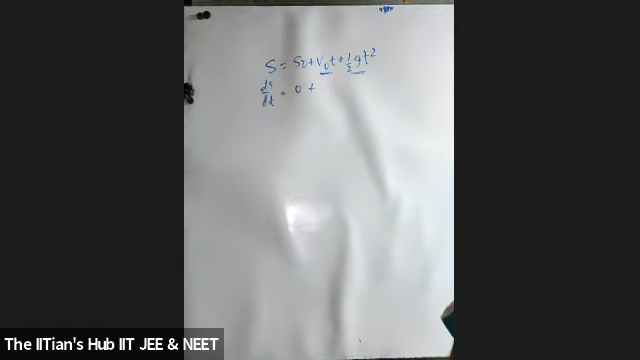 S = S0 + V0t + 1/2 gt²
ds/dt = 0 +
The IITian's Hub IIT JEE & NEET